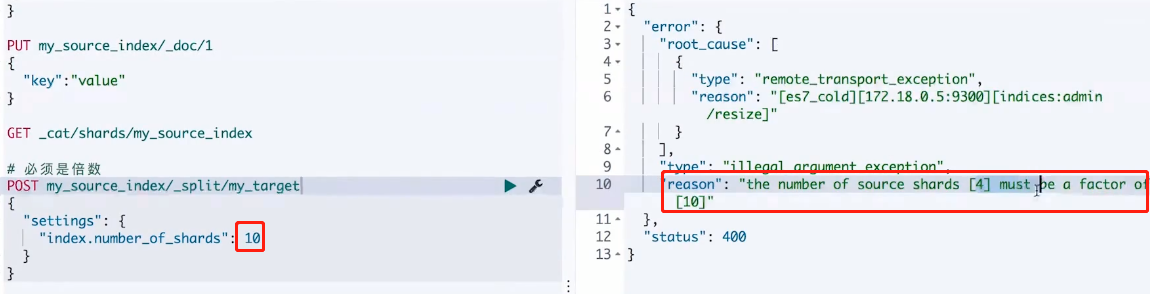 }
PUT my_source_index/_doc/1
{
  "key":"value"
}
GET _cat/shards/my_source_index
# 必须是倍数
POST my_source_index/_split/my_target
{
  "settings": {
    "index.number_of_shards": 10
  }
}
1 {
2   "error": {
3     "root_cause": [
4       {
5         "type": "remote_transport_exception",
6         "reason": "[es7_cold][172.18.0.5:9300][indices:admin
/resize]"
7       }
8     ],
9     "type": "illegal_argument_exception",
10     "reason": "the number of source shards [4] must be a factor of
[10]"
11   },
12   "status": 400
13 }